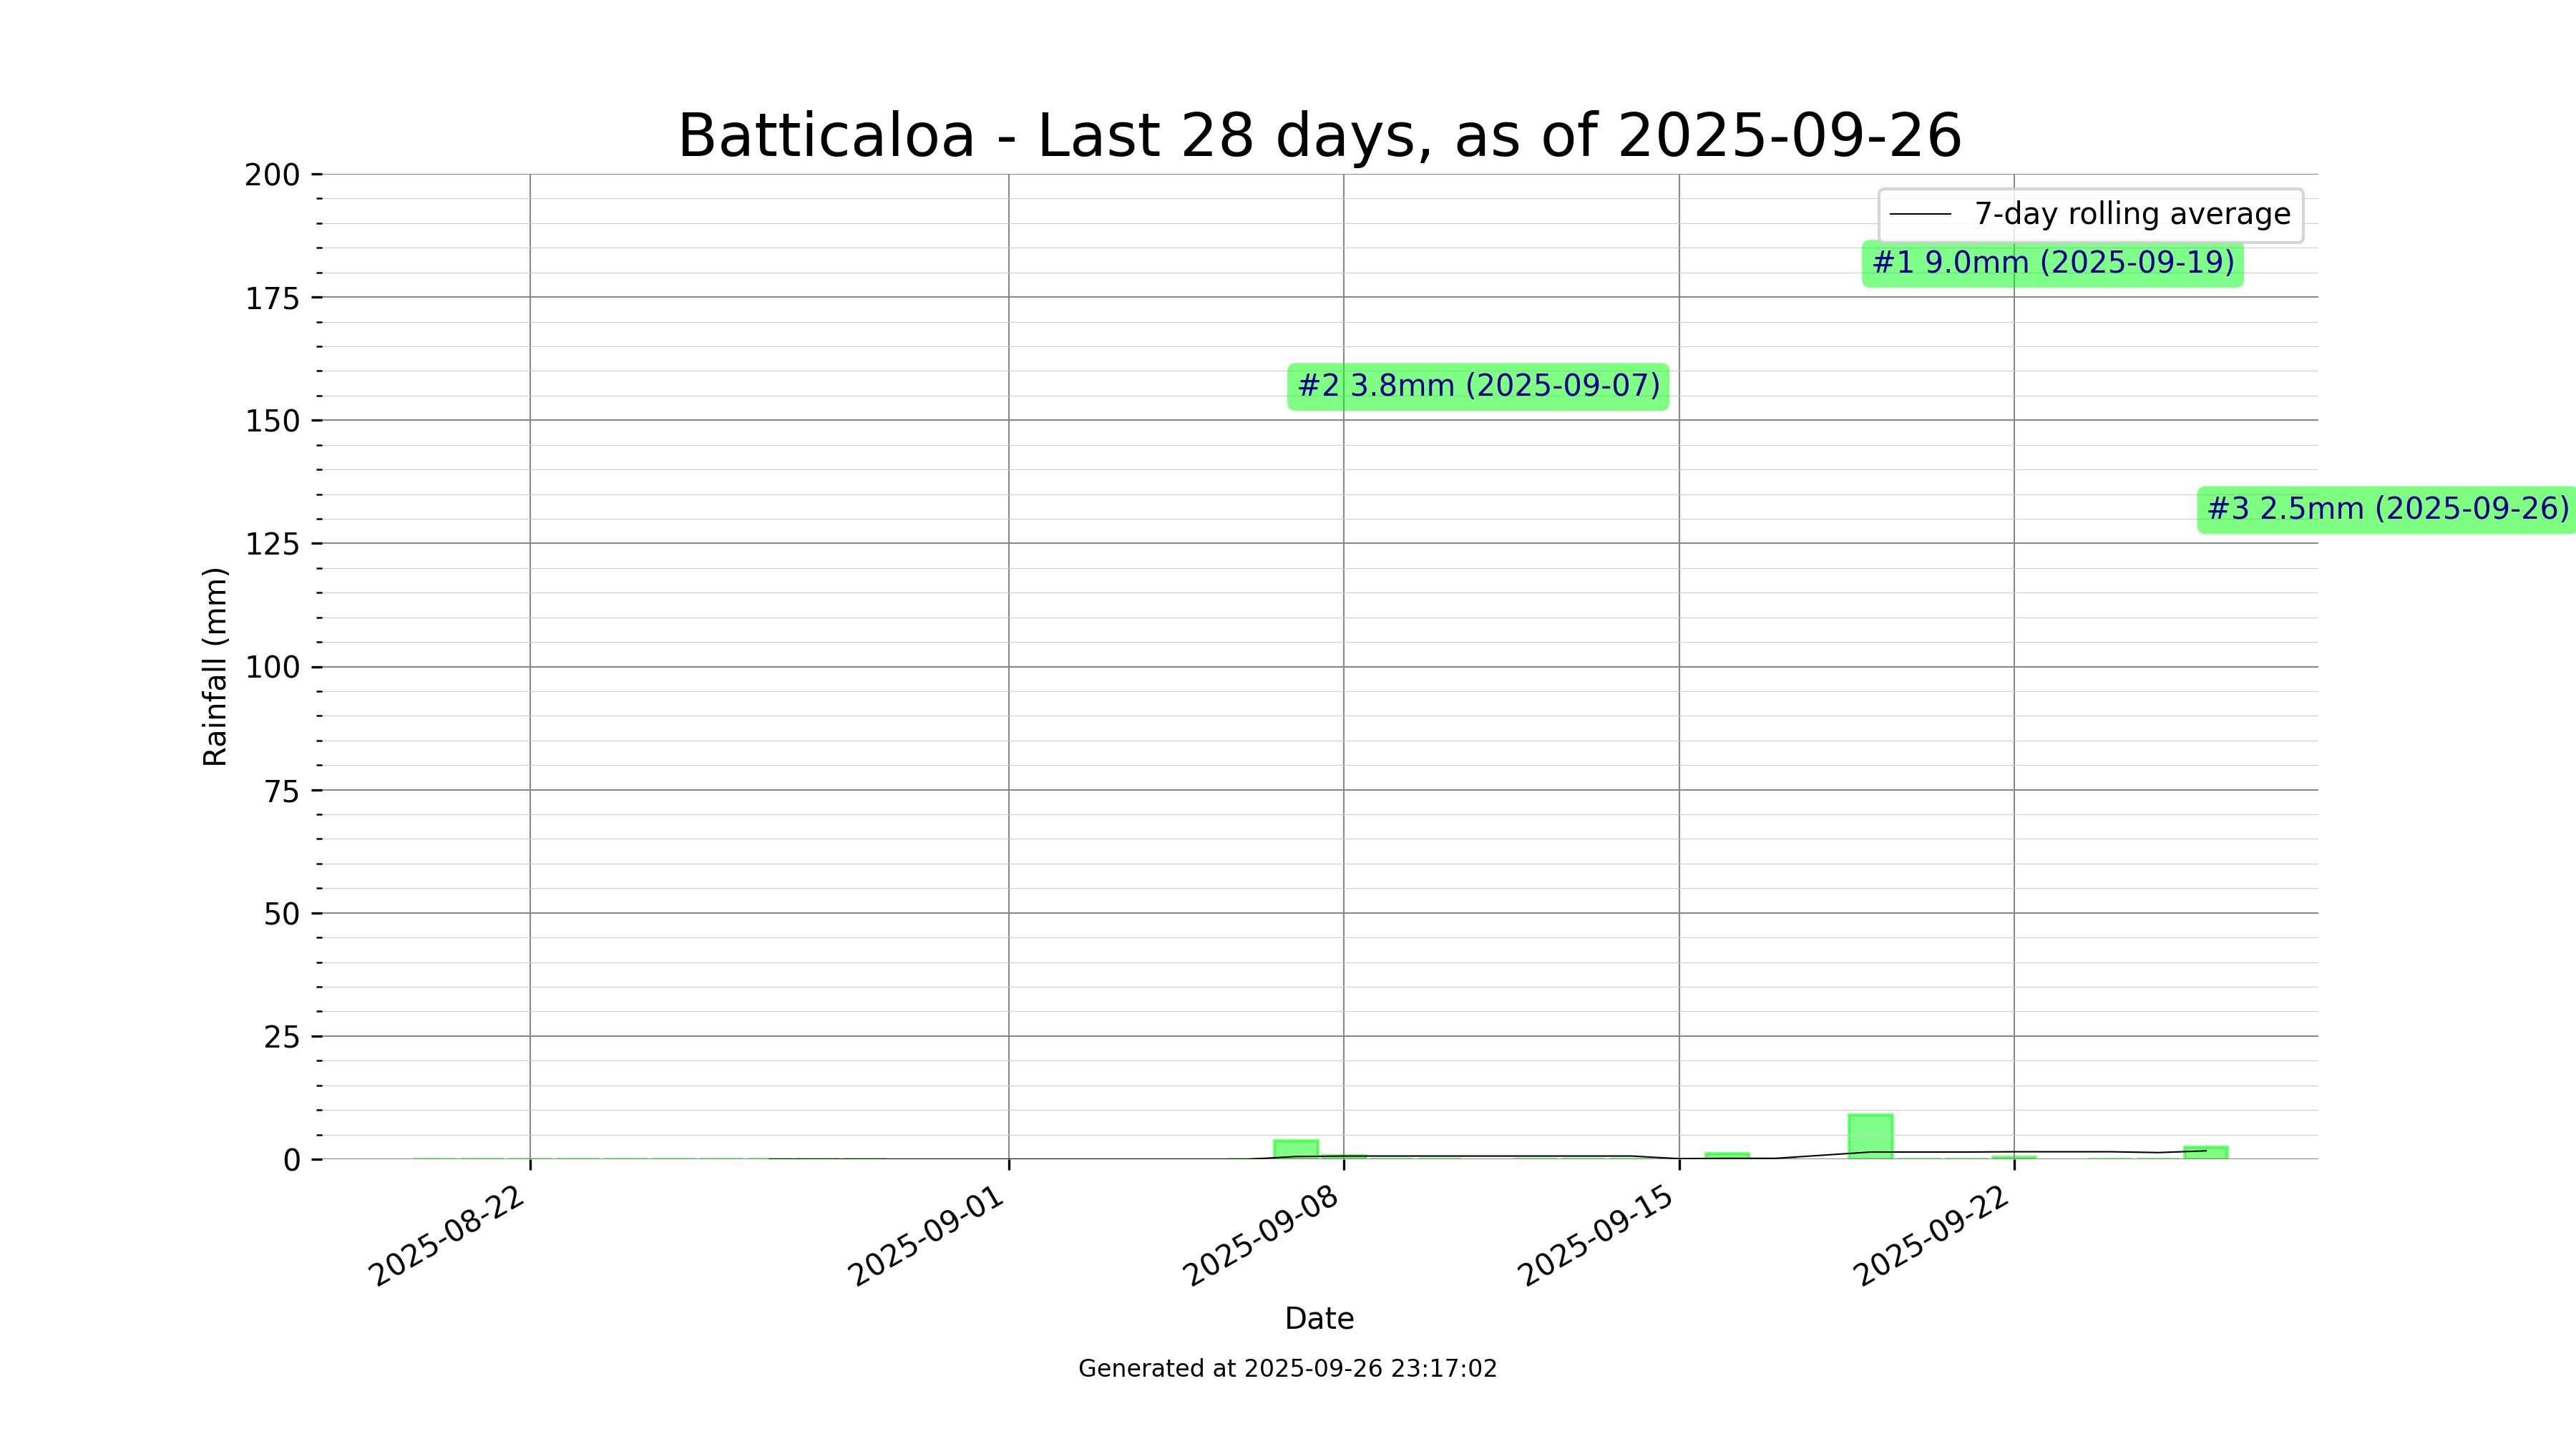 Batticaloa - Last 28 days, as of 2025-09-26
200
175
150
125
100
75
50
25
0
Rainfall (mm)
7-day rolling average
#1 9.0mm (2025-09-19)
#2 3.8mm (2025-09-07)
#3 2.5mm (2025-09-26)
2025-08-22
2025-09-01
2025-09-08
2025-09-15
2025-09-22
Date
Generated at 2025-09-26 23:17:02